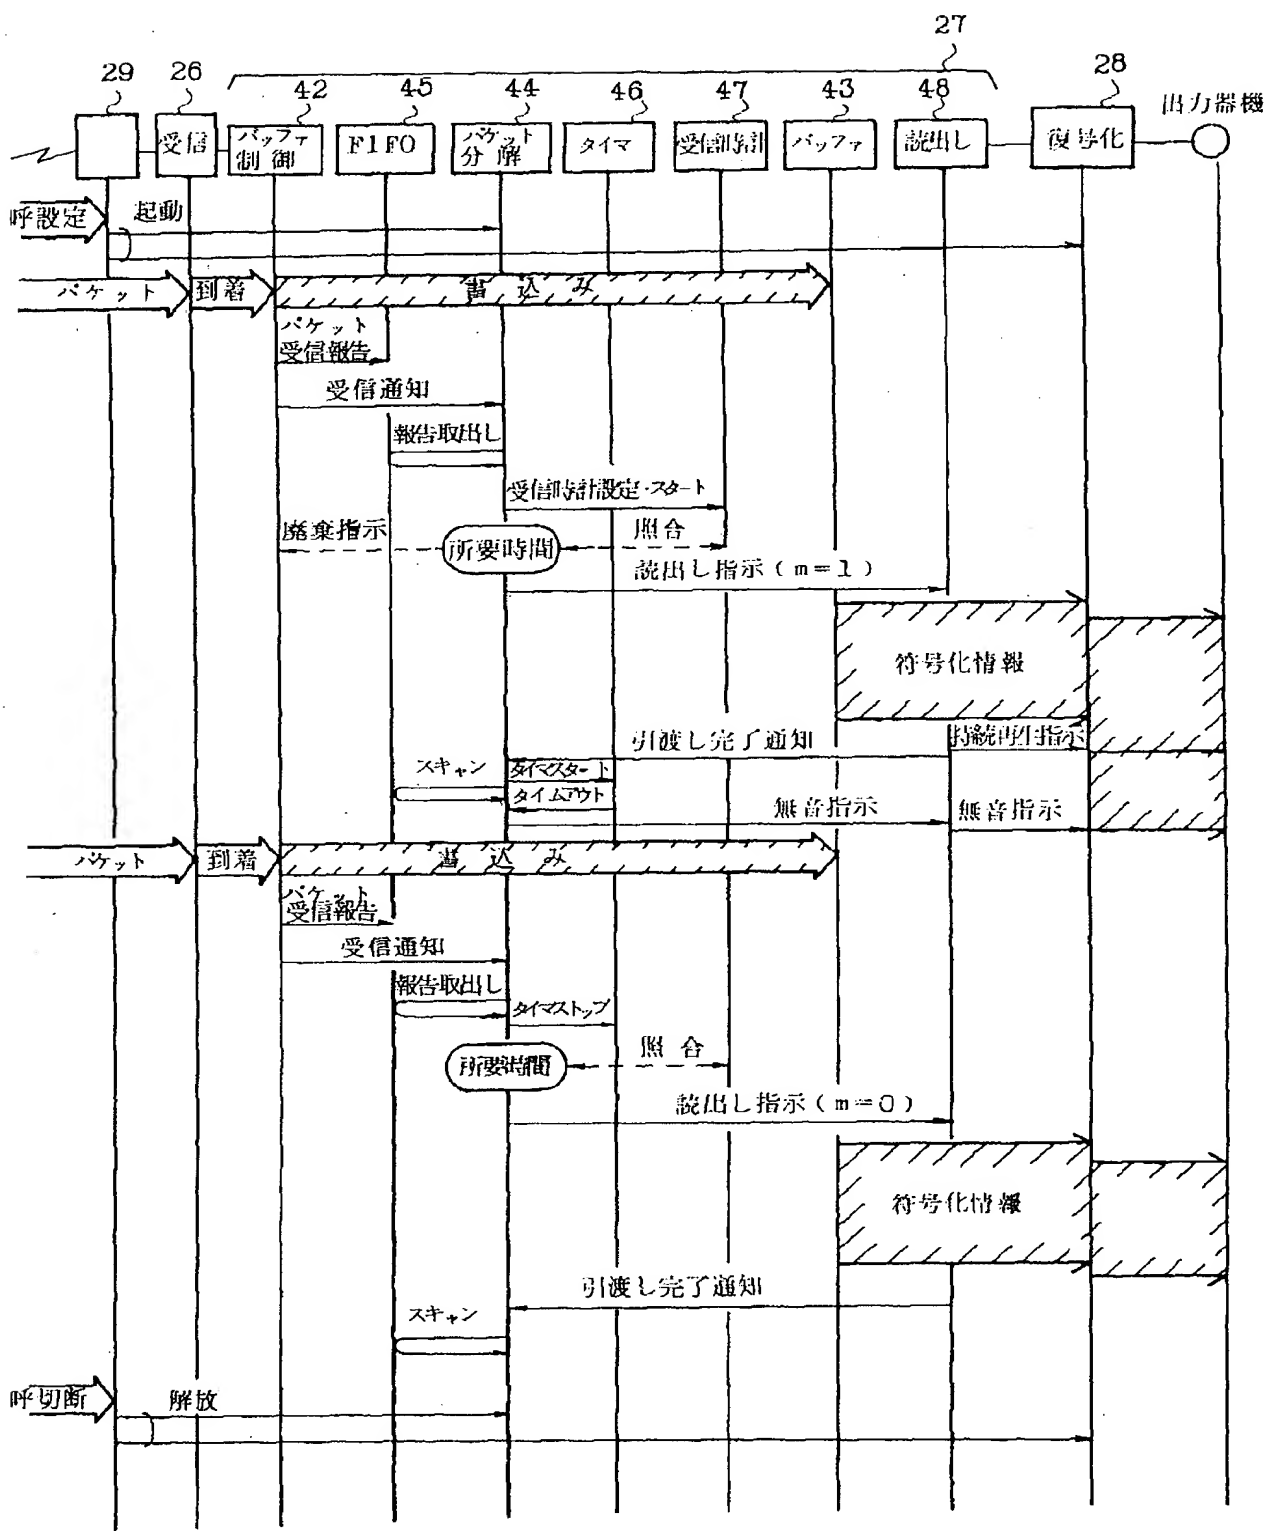 27
29
26
42
45
44
46
47
43
48
28
出力器機
受信
バッファ
制御
F1FO
パケット
分解
タイマ
受信時計
バッファ
読出し
復号化
呼設定
起動
パケット
到着
書込み
パケット
受信報告
受信通知
報告取出し
受信時計設定・スタート
廃棄指示
所要時間
照合
読出し指示(m=1)
符号化情報
引渡し完了通知
持続再生指示
スキャン
タイマスタート
タイムアウト
無音指示
無音指示
パケット
到着
書込み
パケット
受信報告
受信通知
報告取出し
タイマストップ
所要時間
照合
読出し指示(m=0)
符号化情報
引渡し完了通知
スキャン
呼切断
解放